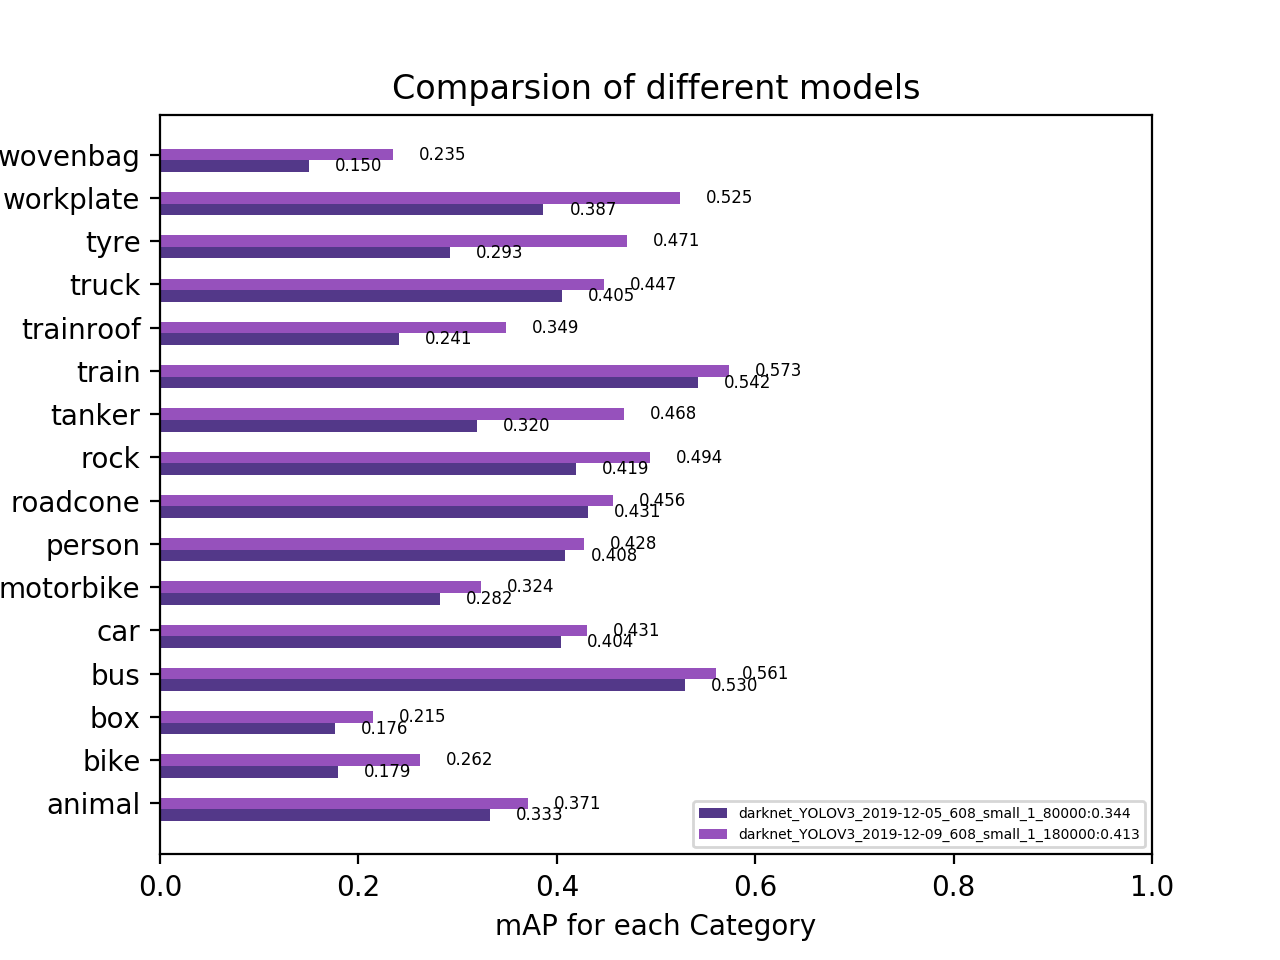 Comparsion of different models
wovenbag 0.235
0.150
workplate 0.525
0.387
tyre 0.471
0.293
truck 0.447
0.405
trainroof 0.349
0.241
train 0.573
0.542
tanker 0.468
0.320
rock 0.494
0.419
roadcone 0.456
0.431
person 0.428
0.408
motorbike 0.324
0.282
car 0.431
0.404
bus 0.561
0.530
box 0.215
0.176
bike 0.262
0.179
animal 0.371
0.333
darknet_YOLOV3_2019-12-05_608_small_1_80000:0.344
darknet_YOLOV3_2019-12-09_608_small_1_180000:0.413
0.0 0.2 0.4 0.6 0.8 1.0
mAP for each Category